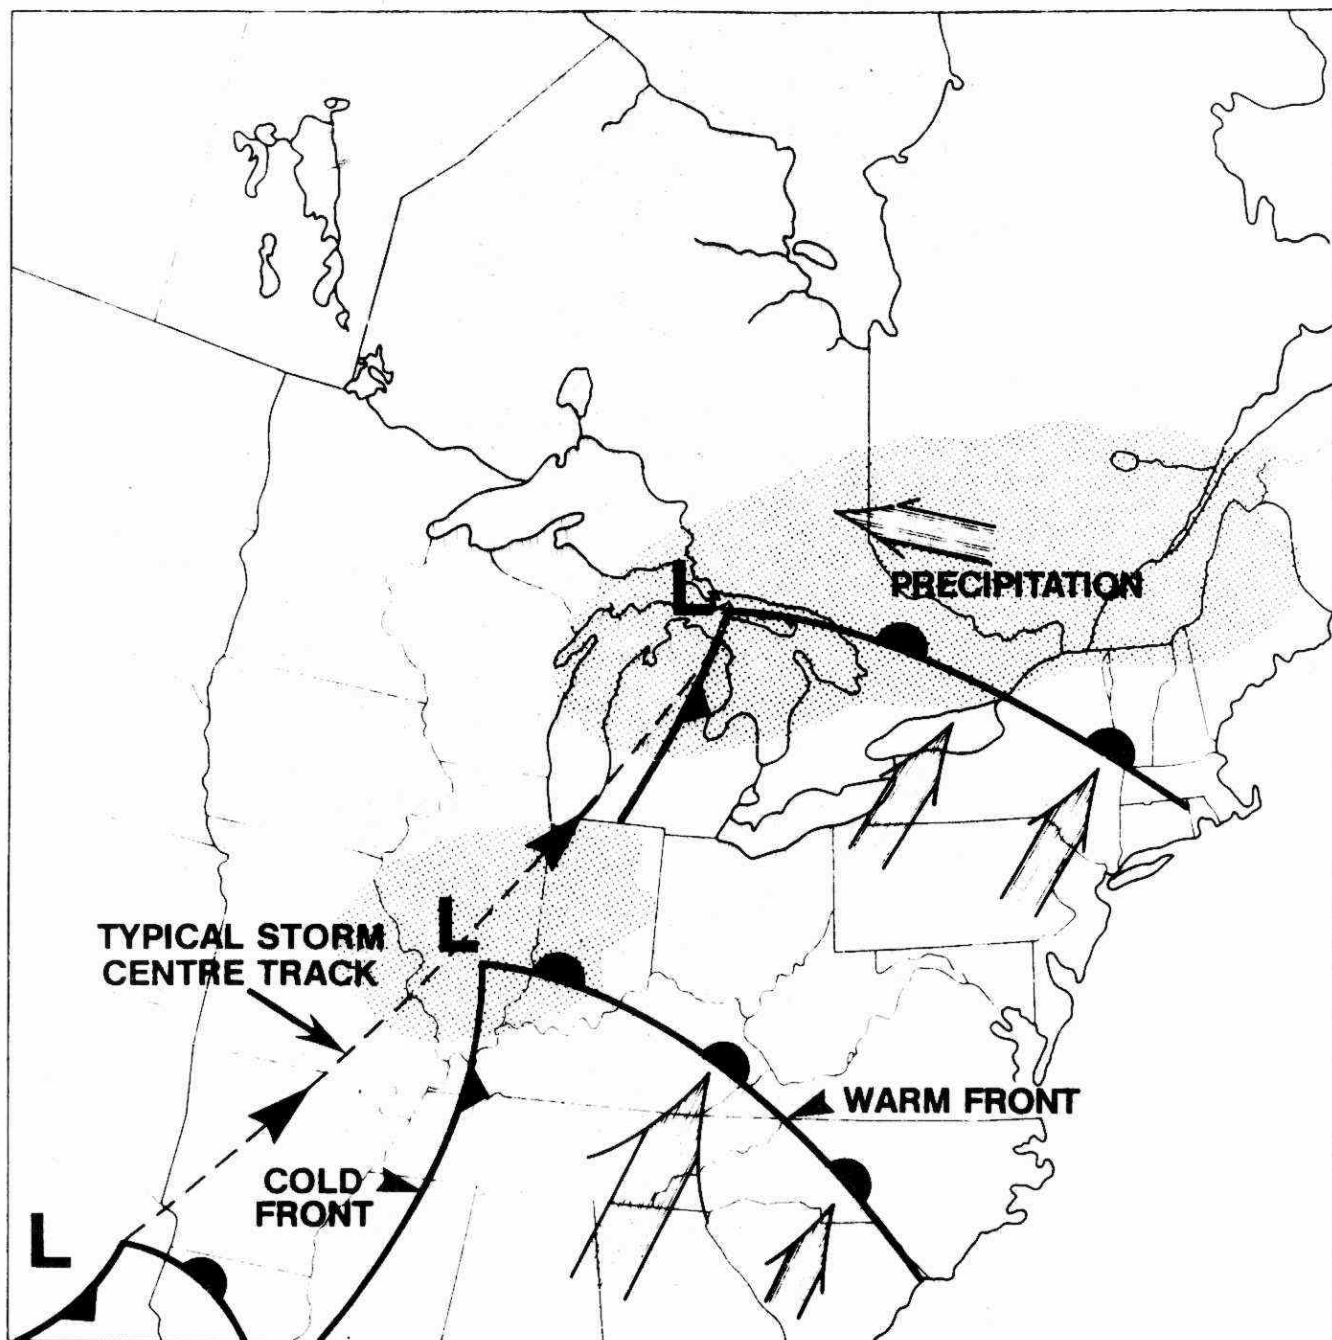 L
PRECIPITATION
L
TYPICAL STORM
CENTRE TRACK
WARM FRONT
COLD
FRONT
L